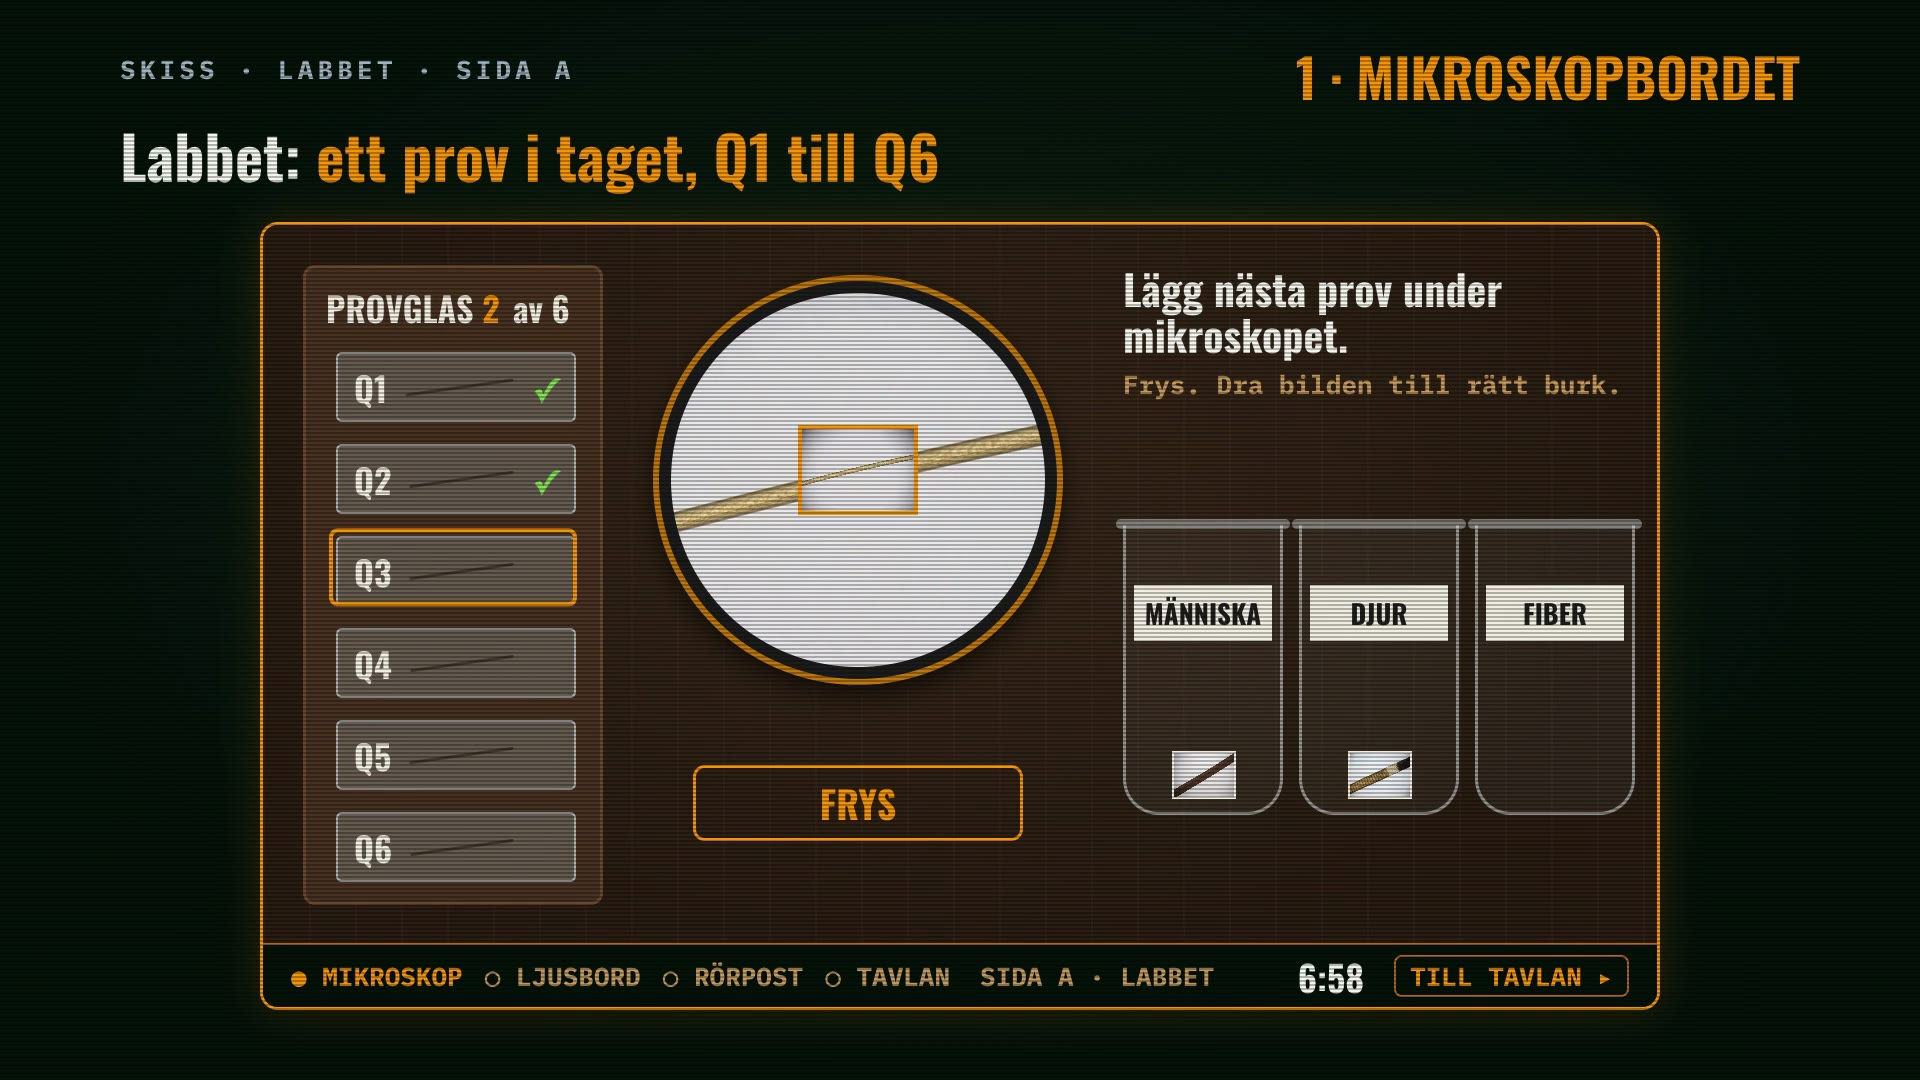 SKISS · LABBET · SIDA A
1 · MIKROSKOPBORDET
Labbet: ett prov i taget, Q1 till Q6
PROVGLAS 2 av 6
Q1 ✓
Q2 ✓
Q3
Q4
Q5
Q6
FRYS
Lägg nästa prov under
mikroskopet.
Frys. Dra bilden till rätt burk.
MÄNNISKA
DJUR
FIBER
● MIKROSKOP ○ LJUSBORD ○ RÖRPOST ○ TAVLAN SIDA A · LABBET
6:58
TILL TAVLAN ▸